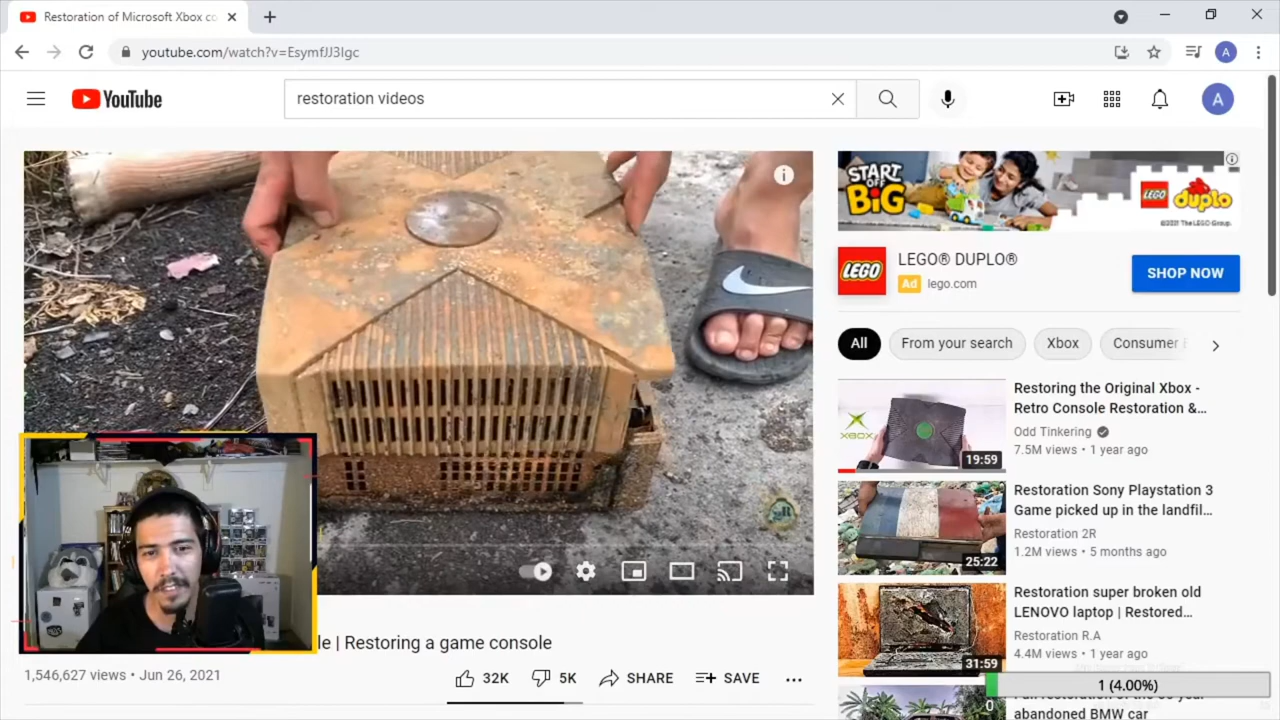 Restoration of Microsoft Xbox co
youtube.com/watch?v=EsymfJJ3Igc
A
YouTube
restoration videos
A
START
OFF
BIG
LEGO duplo
©2021 The LEGO Group.
LEGO
LEGO® DUPLO®
Ad lego.com
SHOP NOW
All
From your search
Xbox
Consumer
Restoring the Original Xbox -
Retro Console Restoration &...
Odd Tinkering
7.5M views • 1 year ago
XBOX
19:59
Restoration Sony Playstation 3
Game picked up in the landfil...
Restoration 2R
1.2M views • 5 months ago
25:22
Restoration super broken old
LENOVO laptop | Restored...
Restoration R.A
4.4M views • 1 year ago
31:59
abandoned BMW car
1 (4.00%)
0
le | Restoring a game console
1,546,627 views • Jun 26, 2021
32K
5K
SHARE
SAVE